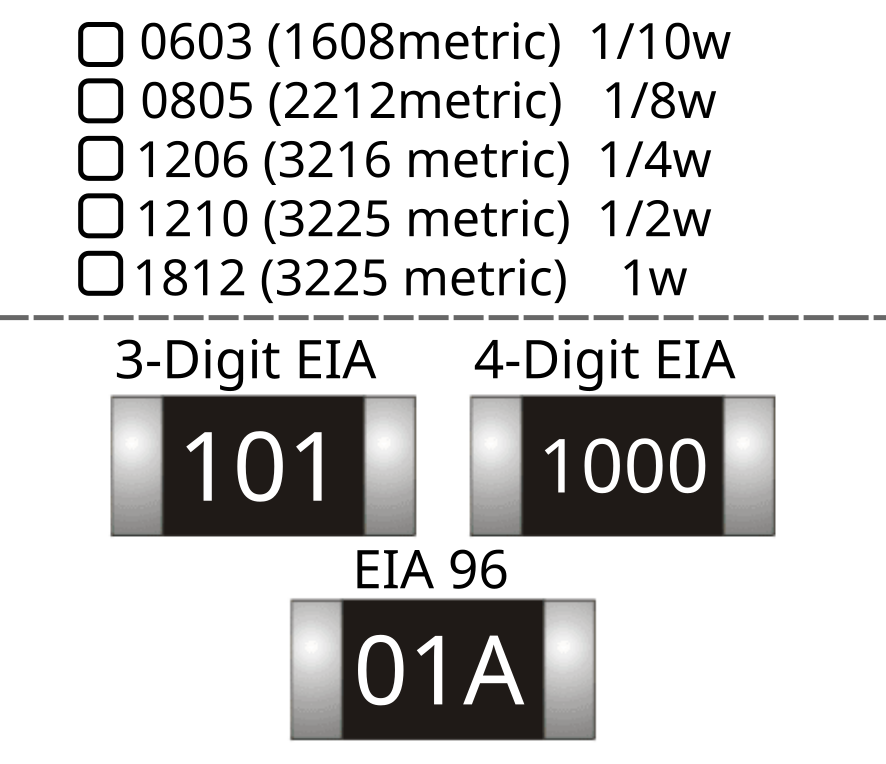 0603 (1608metric) 1/10w
0805 (2212metric) 1/8w
1206 (3216 metric) 1/4w
1210 (3225 metric) 1/2w
1812 (3225 metric) 1w
3-Digit EIA 4-Digit EIA
101 1000
EIA 96
01A